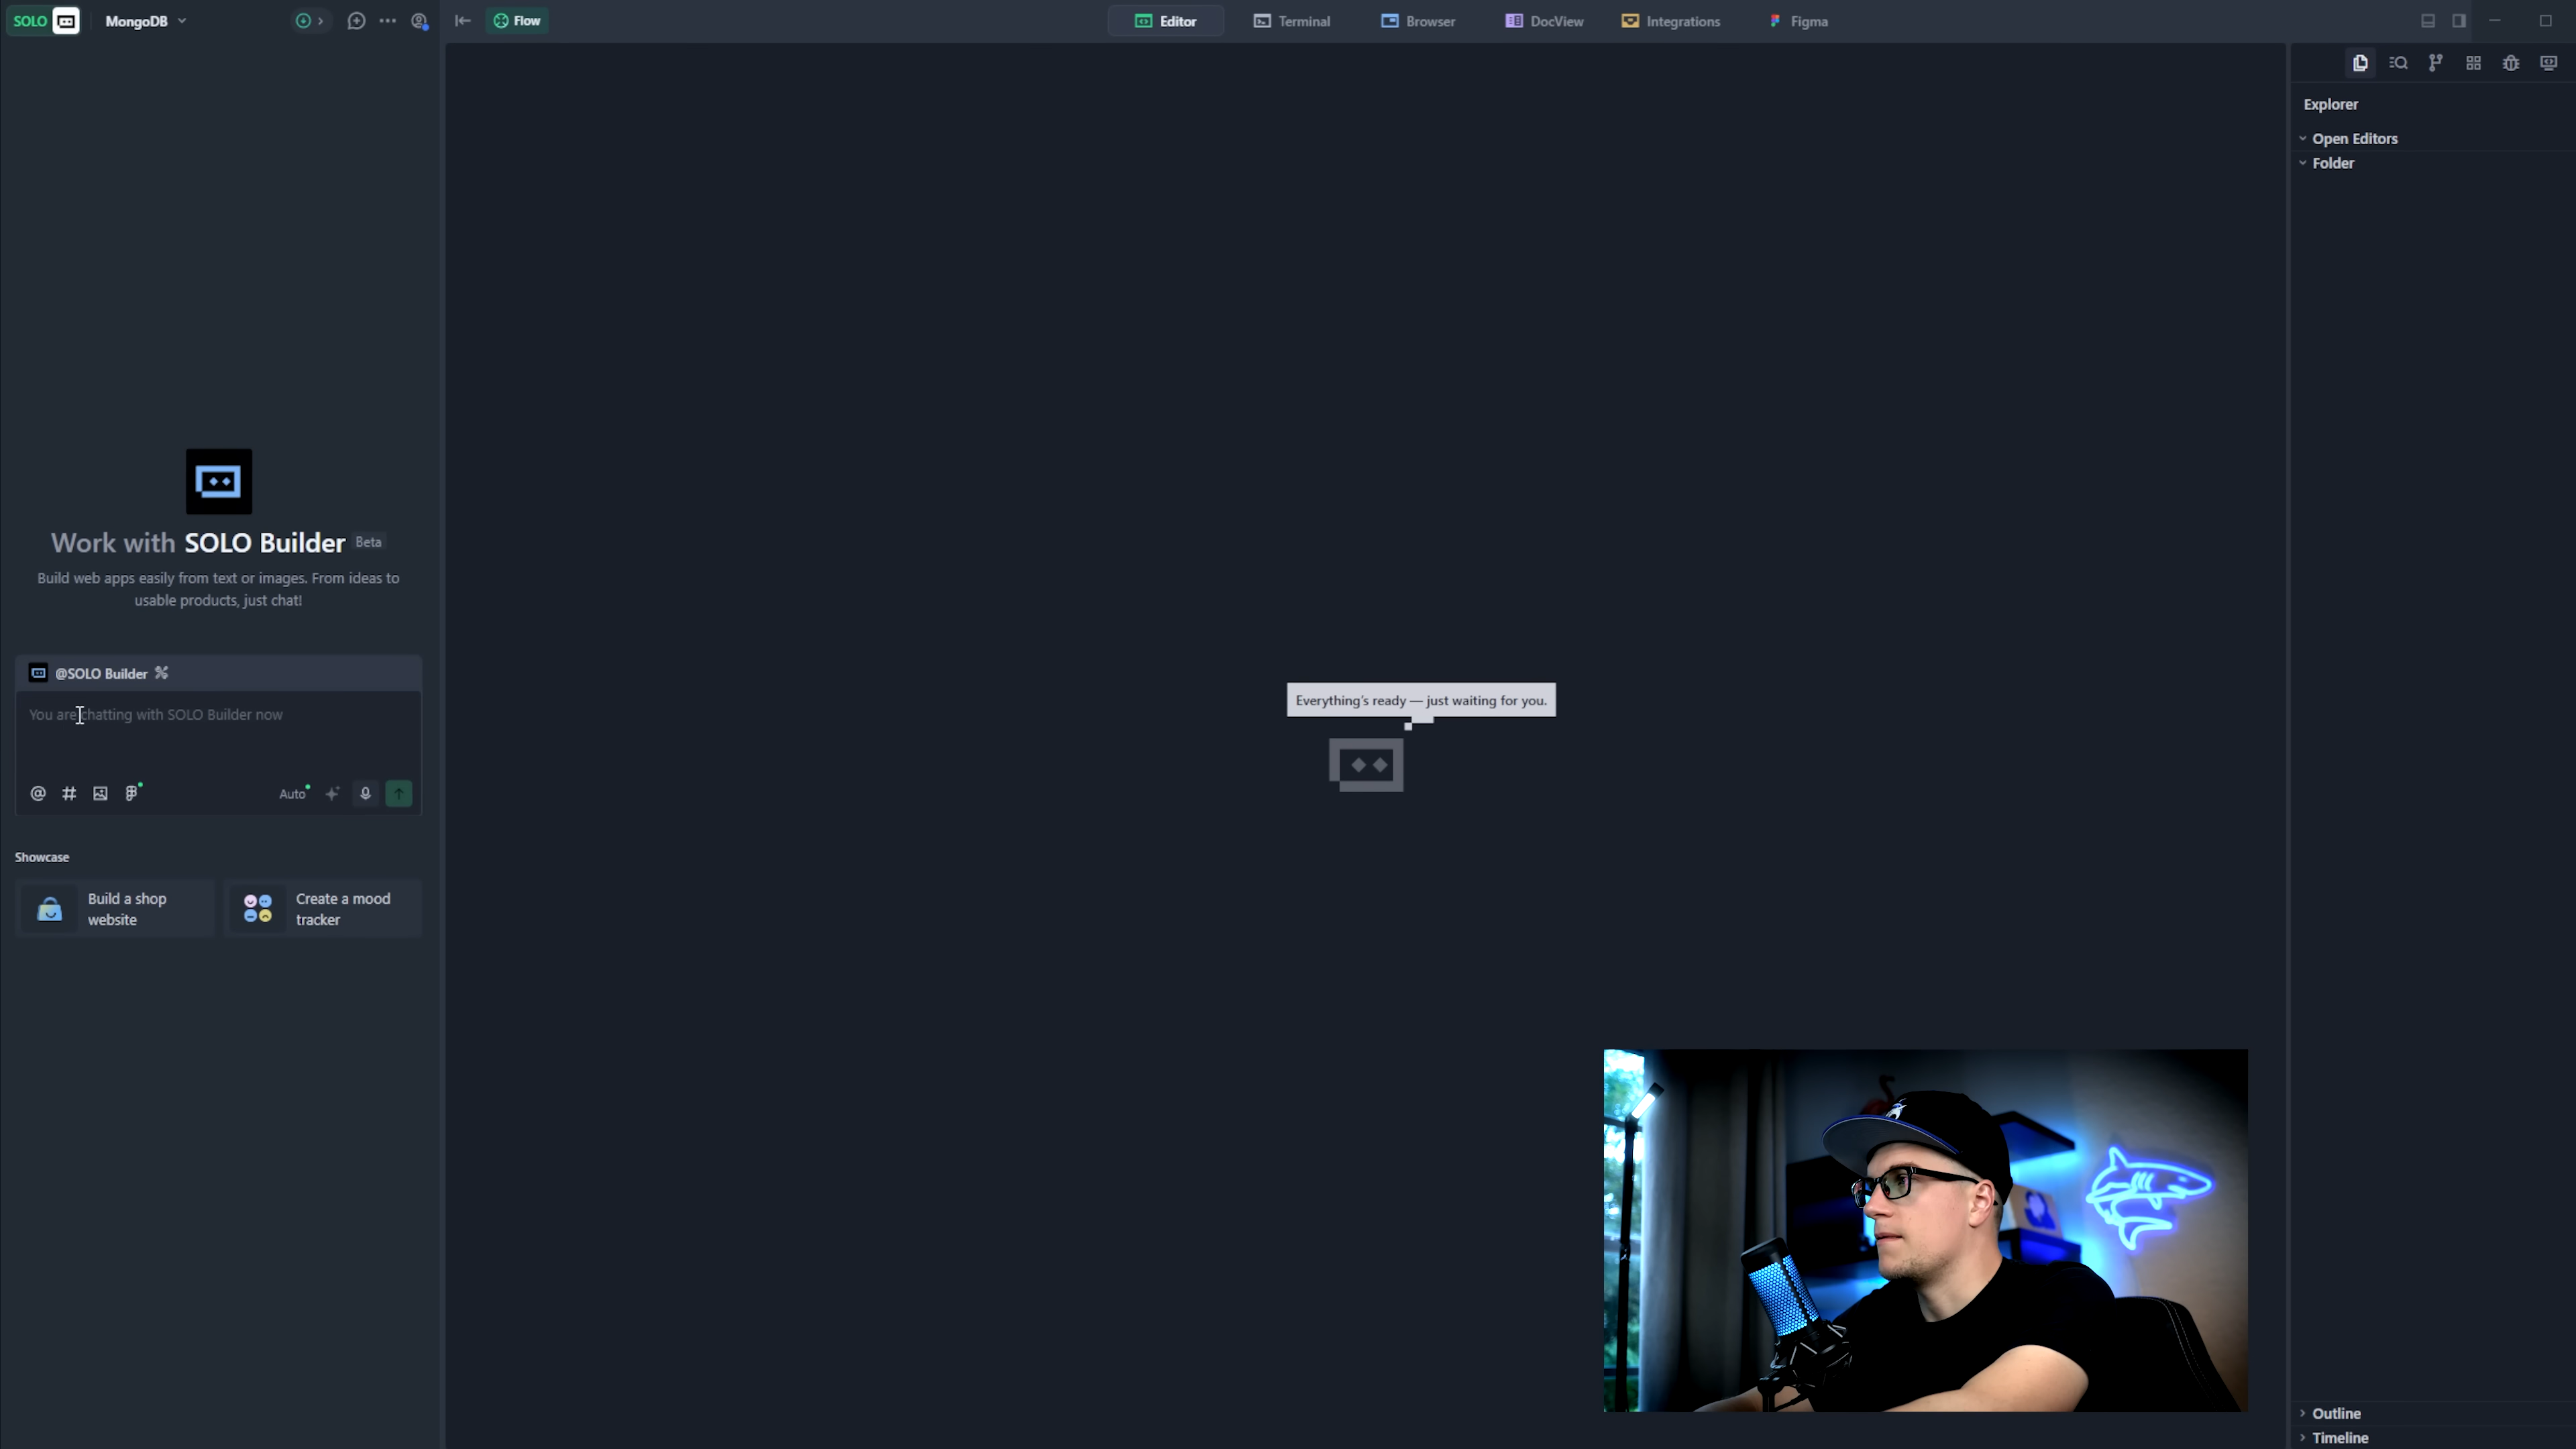 SOLO
MongoDB
Flow
Editor
Terminal
Browser
DocView
Integrations
Figma
Explorer
Open Editors
Folder
Work with SOLO Builder Beta
Build web apps easily from text or images. From ideas to
usable products, just chat!
@SOLO Builder
You are chatting with SOLO Builder now
Auto
Everything's ready — just waiting for you.
Showcase
Build a shop
website
Create a mood
tracker
Outline
Timeline